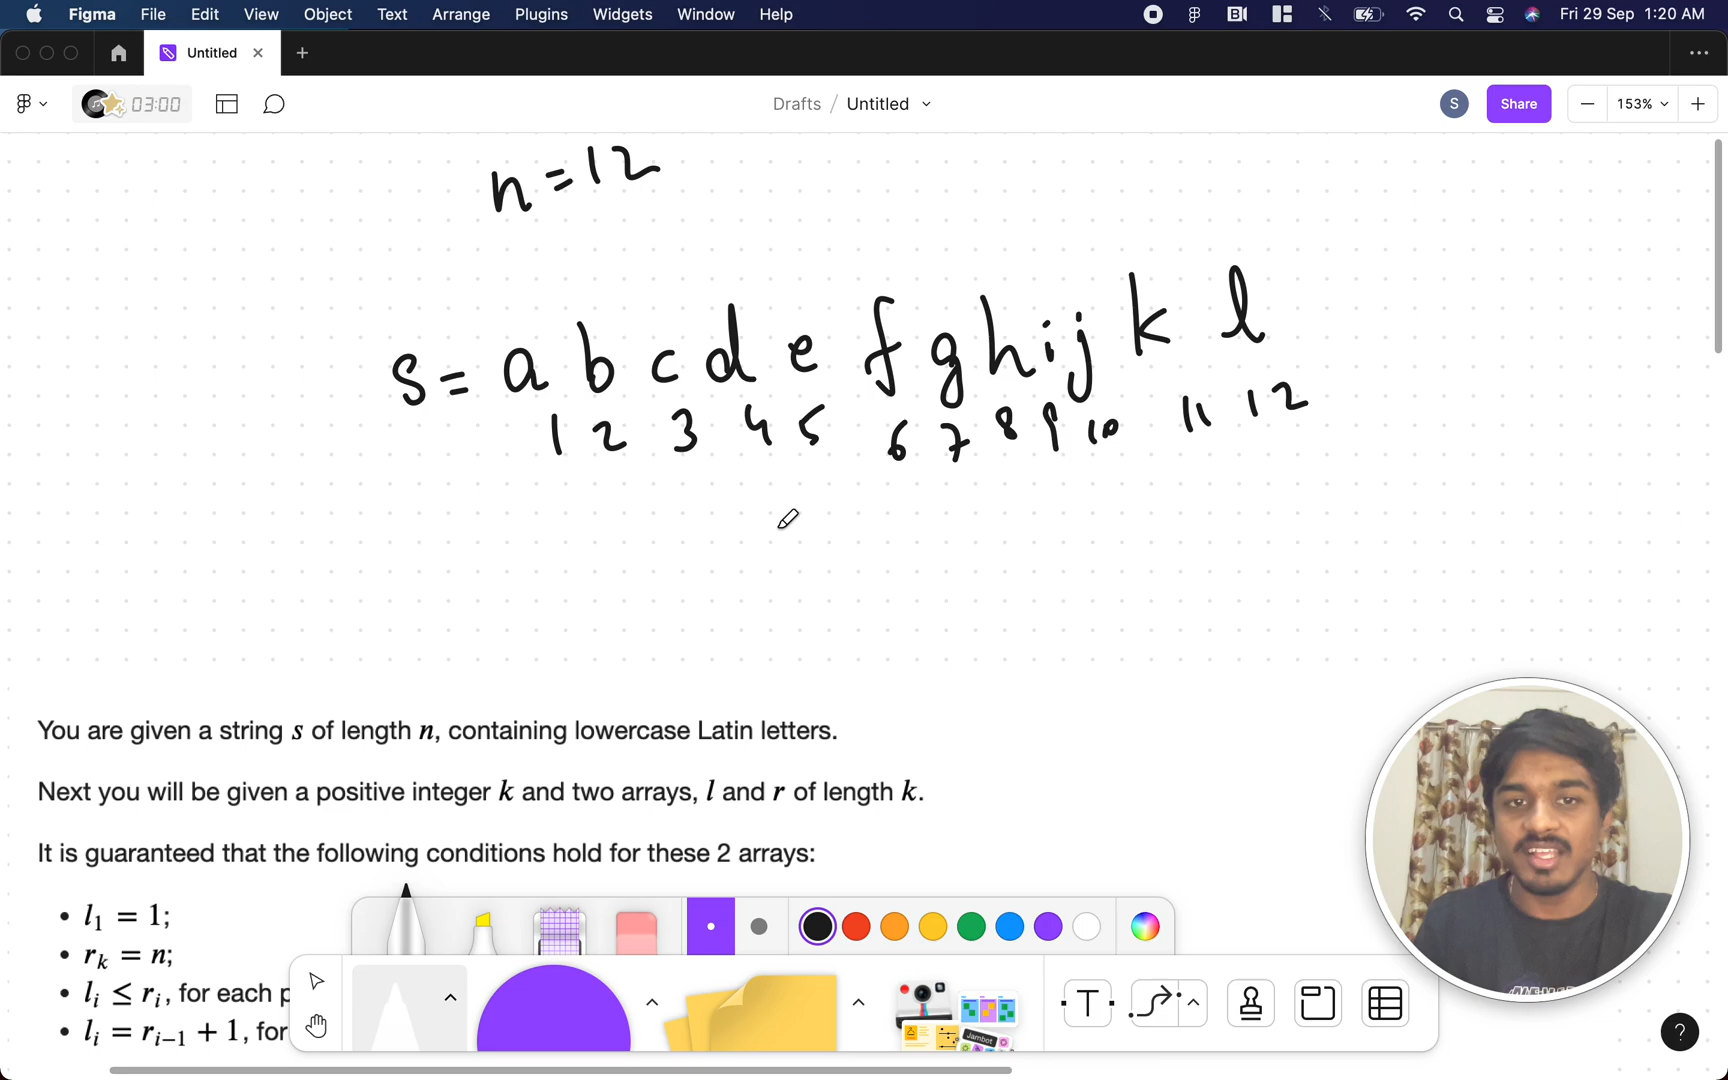 Figma File Edit View Object Text Arrange Plugins Widgets Window Help Fri 29 Sep 1:20 AM
Untitled
03:00 Drafts / Untitled S Share 153%
n = 12
s = a b c d e f g h i j k l
1 2 3 4 5 6 7 8 9 10 11 12
You are given a string s of length n, containing lowercase Latin letters.
Next you will be given a positive integer k and two arrays, l and r of length k.
It is guaranteed that the following conditions hold for these 2 arrays:
• l₁ = 1;
• rₖ = n;
• lᵢ ≤ rᵢ, for each p
• lᵢ = rᵢ₋₁ + 1, for
T
Jambot
?